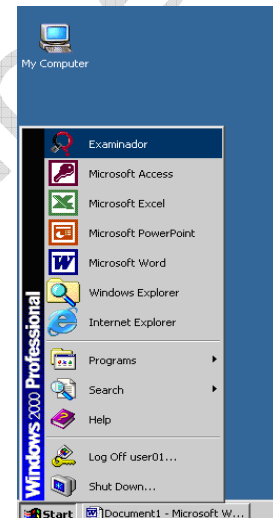 My Computer
Examinador
Microsoft Access
Microsoft Excel
Microsoft PowerPoint
Microsoft Word
Windows Explorer
Internet Explorer
Programs
Search
Help
Log Off user01...
Shut Down...
Windows 2000 Professional
Start
Document1 - Microsoft W...